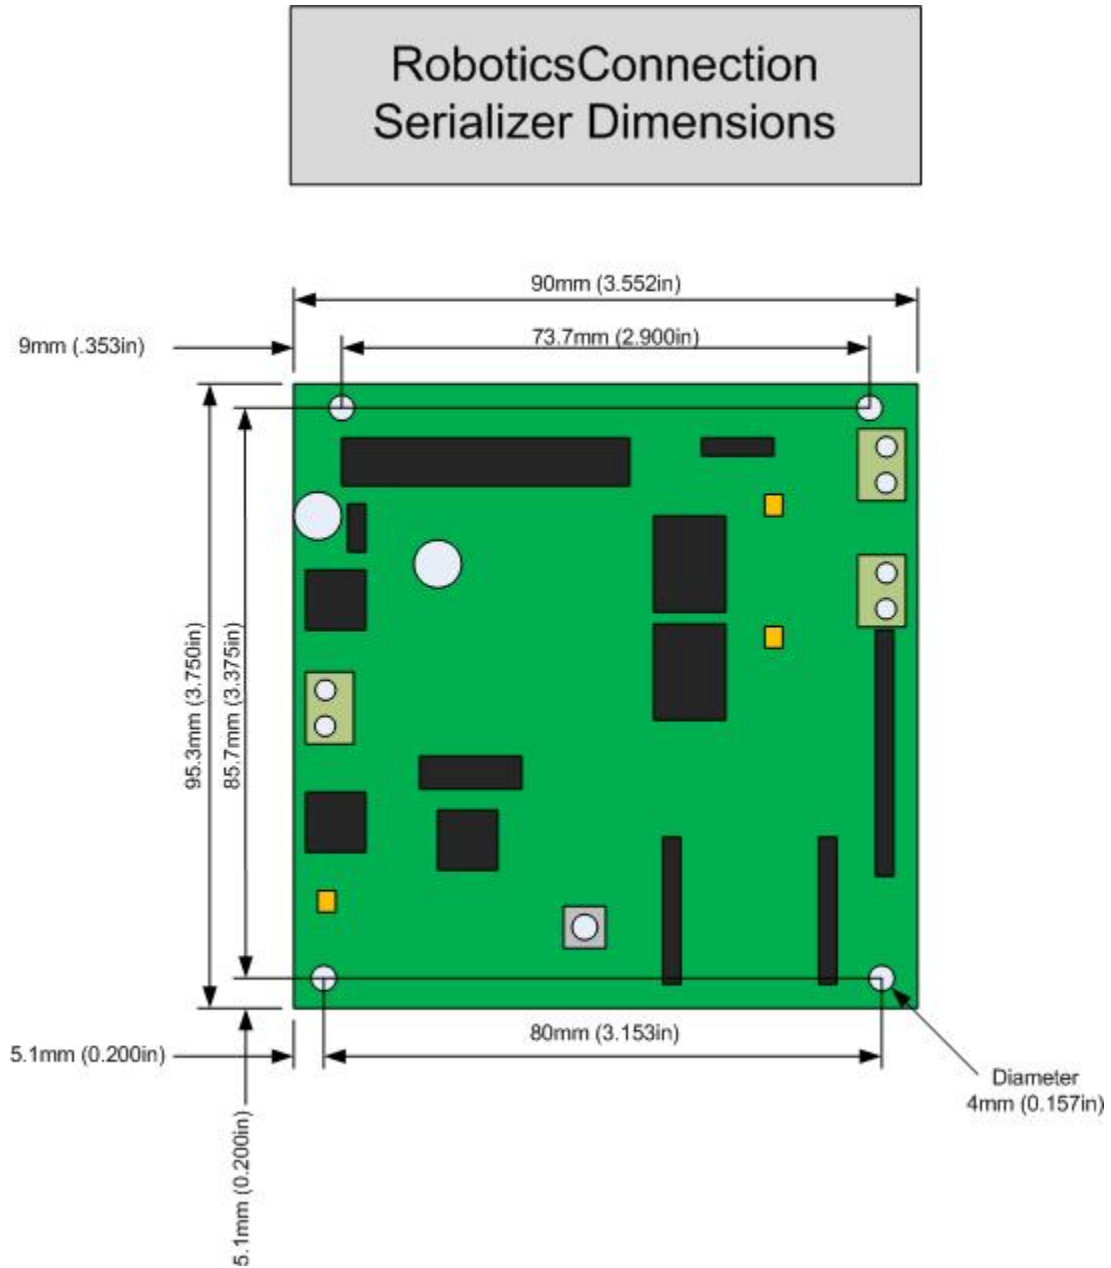 RoboticsConnection
Serializer Dimensions
90mm (3.552in)
9mm (.353in)
73.7mm (2.900in)
95.3mm (3.750in)
85.7mm (3.375in)
5.1mm (0.200in)
80mm (3.153in)
Diameter
4mm (0.157in)
5.1mm (0.200in)